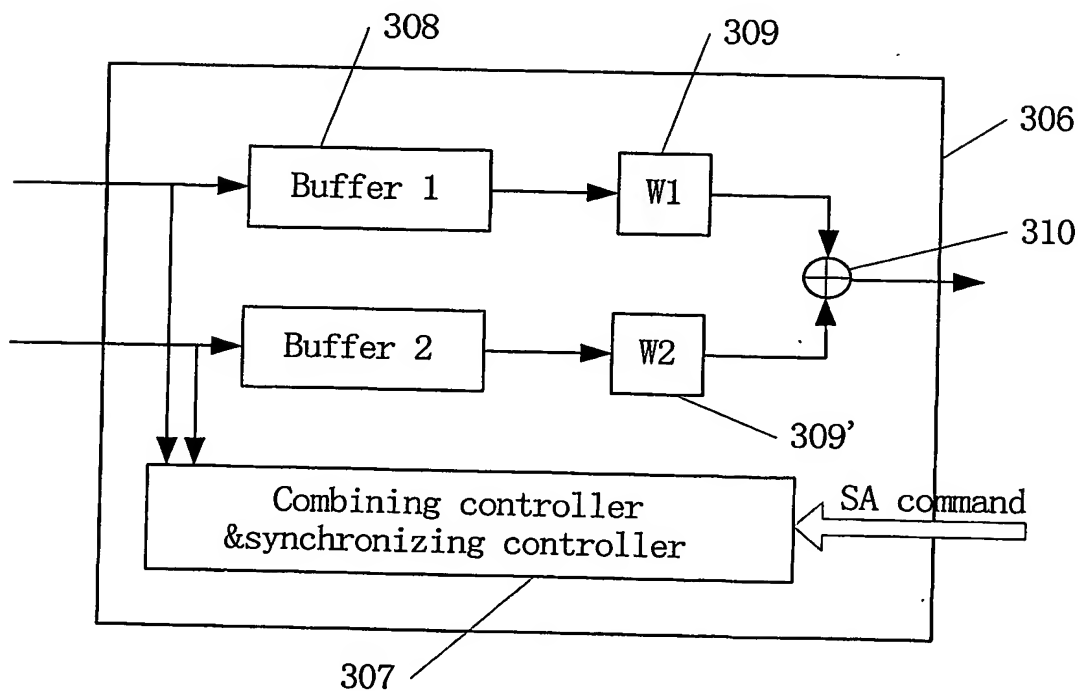 308
309
306
Buffer 1
W1
310
Buffer 2
W2
309’
SA command
Combining controller
&synchronizing controller
307